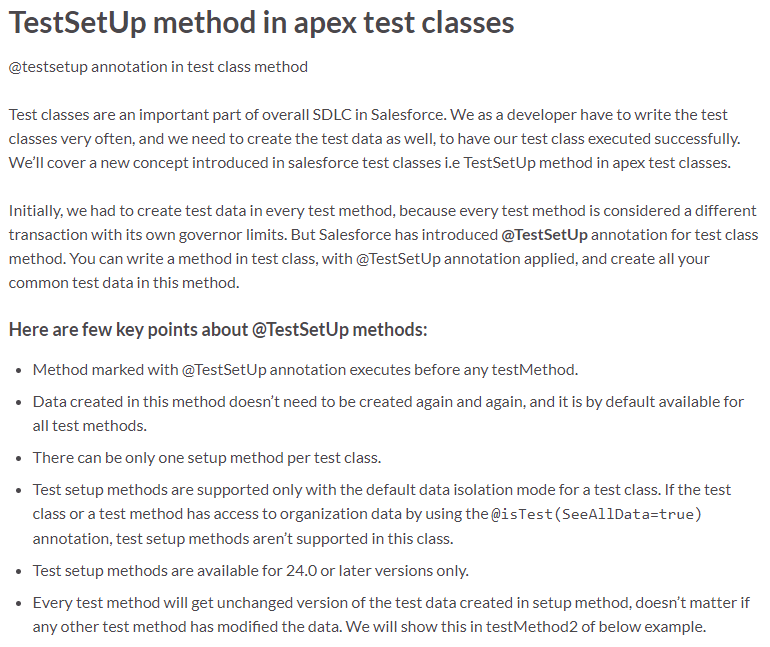 TestSetUp method in apex test classes
@testsetup annotation in test class method
Test classes are an important part of overall SDLC in Salesforce. We as a developer have to write the test
classes very often, and we need to create the test data as well, to have our test class executed successfully.
We’ll cover a new concept introduced in salesforce test classes i.e TestSetUp method in apex test classes.
Initially, we had to create test data in every test method, because every test method is considered a different
transaction with its own governor limits. But Salesforce has introduced @TestSetUp annotation for test class
method. You can write a method in test class, with @TestSetUp annotation applied, and create all your
common test data in this method.
Here are few key points about @TestSetUp methods:
• Method marked with @TestSetUp annotation executes before any testMethod.
• Data created in this method doesn’t need to be created again and again, and it is by default available for
all test methods.
• There can be only one setup method per test class.
• Test setup methods are supported only with the default data isolation mode for a test class. If the test
class or a test method has access to organization data by using the @isTest(SeeAllData=true)
annotation, test setup methods aren’t supported in this class.
• Test setup methods are available for 24.0 or later versions only.
• Every test method will get unchanged version of the test data created in setup method, doesn’t matter if
any other test method has modified the data. We will show this in testMethod2 of below example.